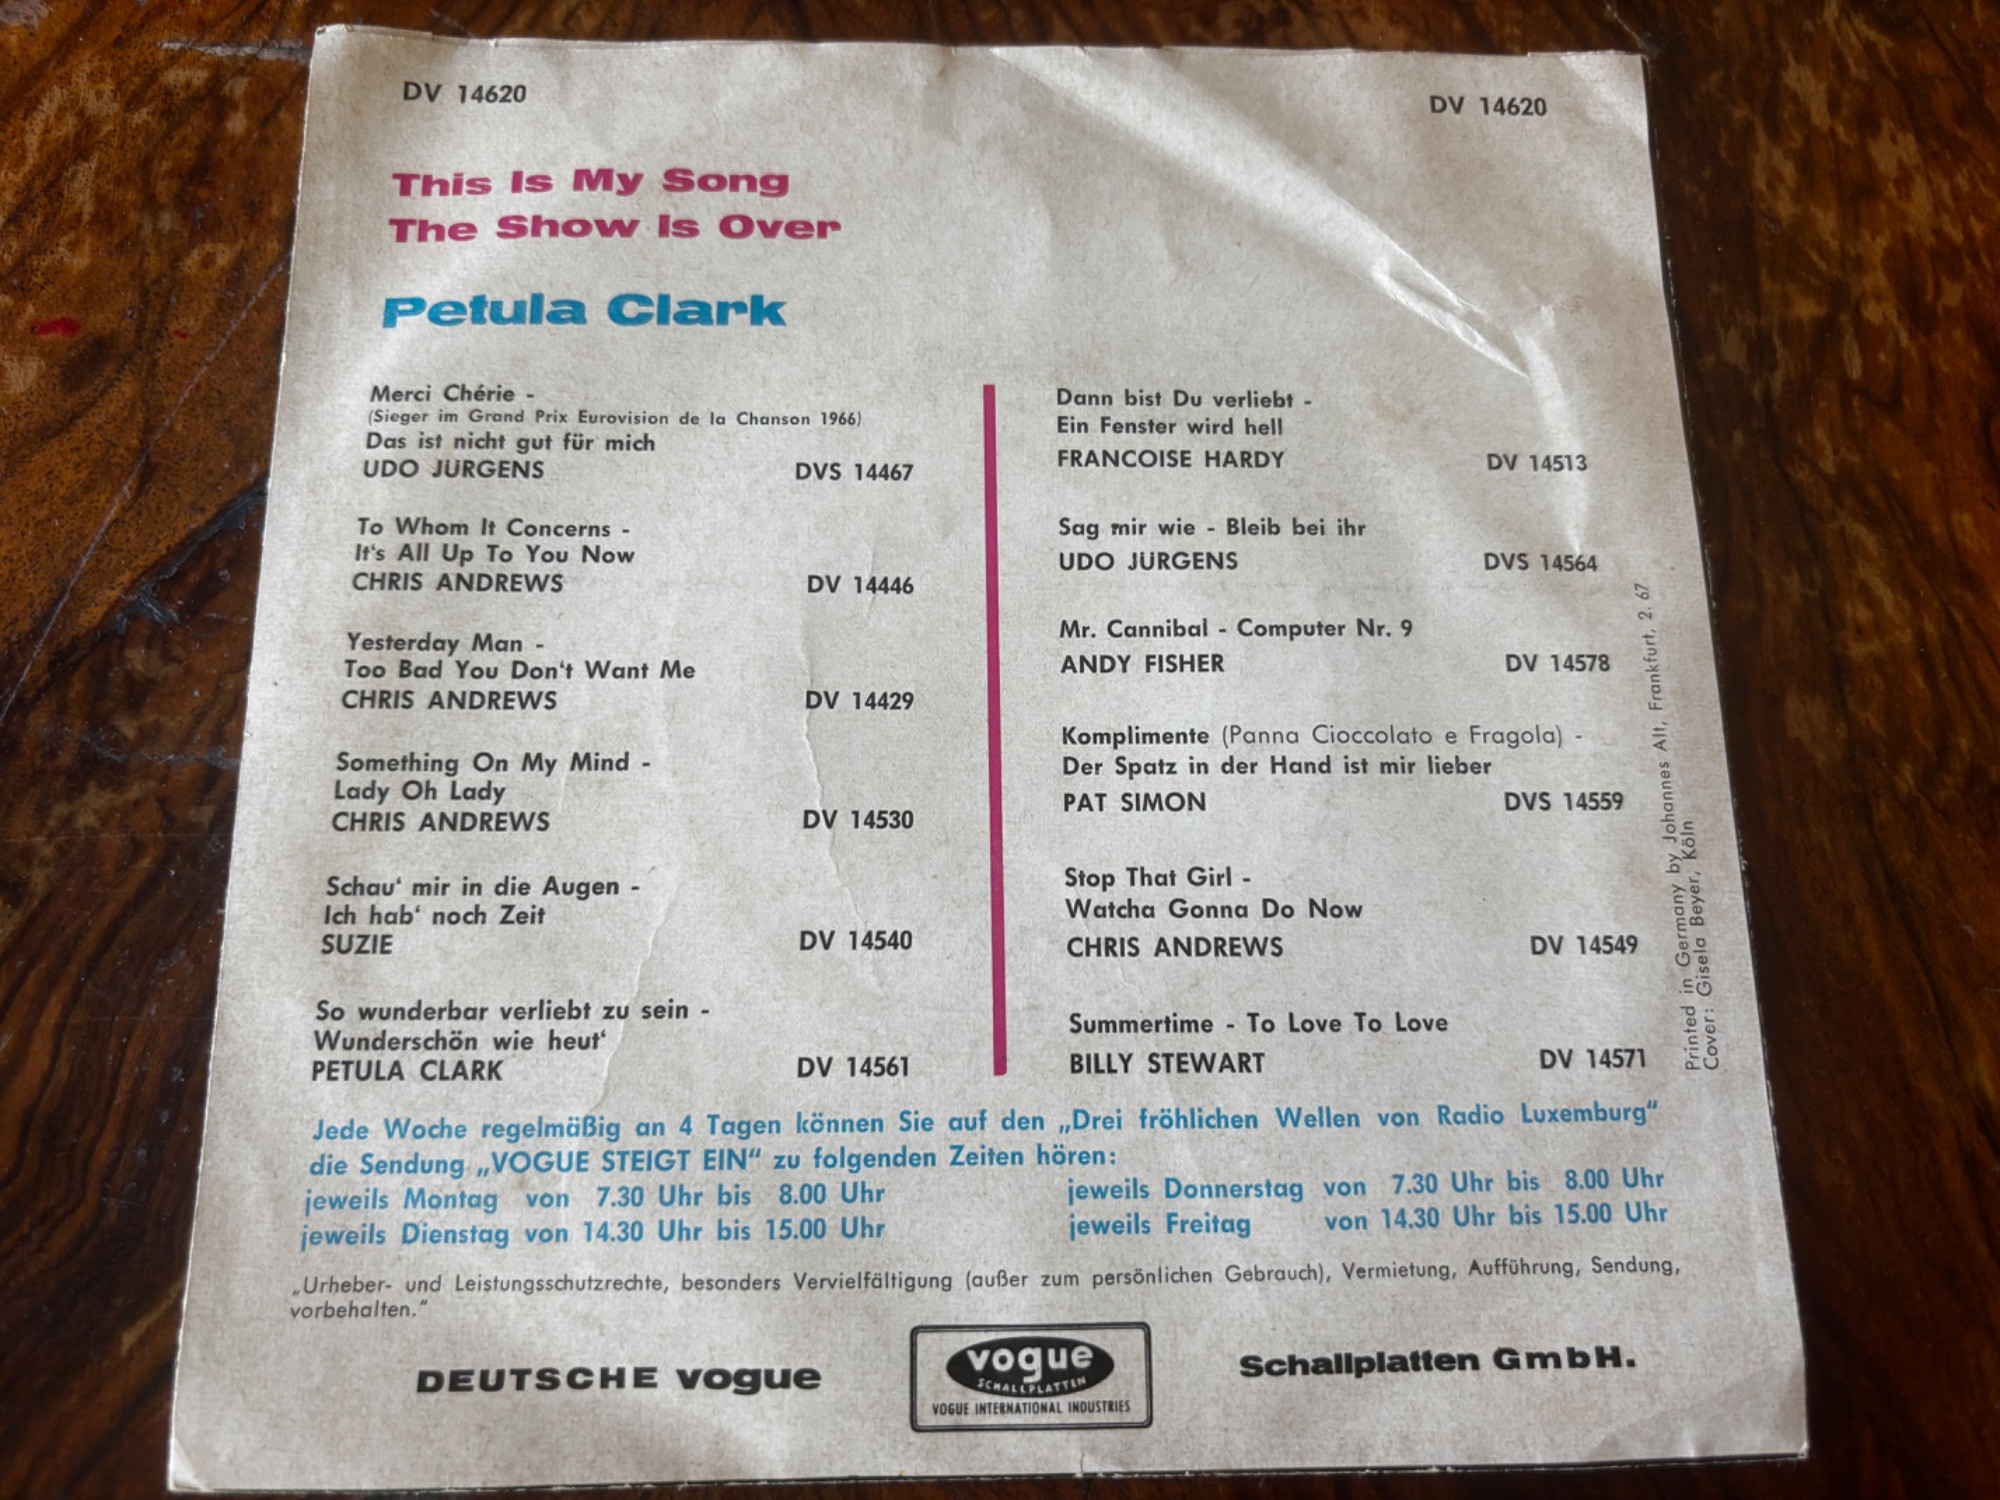 DV 14620
DV 14620
This Is My Song
The Show Is Over
Petula Clark
Merci Chérie -
(Sieger im Grand Prix Eurovision de la Chanson 1966)
Das ist nicht gut für mich
UDO JÜRGENS DVS 14467
To Whom It Concerns -
It's All Up To You Now
CHRIS ANDREWS DV 14446
Yesterday Man -
Too Bad You Don‘t Want Me
CHRIS ANDREWS DV 14429
Something On My Mind -
Lady Oh Lady
CHRIS ANDREWS DV 14530
Schau‘ mir in die Augen -
Ich hab‘ noch Zeit
SUZIE DV 14540
So wunderbar verliebt zu sein -
Wunderschön wie heut‘
PETULA CLARK DV 14561
Dann bist Du verliebt -
Ein Fenster wird hell
FRANCOISE HARDY DV 14513
Sag mir wie - Bleib bei ihr
UDO JÜRGENS DVS 14564
Mr. Cannibal - Computer Nr. 9
ANDY FISHER DV 14578
Komplimente (Panna Cioccolato e Fragola) -
Der Spatz in der Hand ist mir lieber
PAT SIMON DVS 14559
Stop That Girl -
Watcha Gonna Do Now
CHRIS ANDREWS DV 14549
Summertime - To Love To Love
BILLY STEWART DV 14571
Printed in Germany by Johannes Alt, Frankfurt, 2. 67
Cover: Gisela Beyer, Köln
Jede Woche regelmäßig an 4 Tagen können Sie auf den „Drei fröhlichen Wellen von Radio Luxemburg“
die Sendung „VOGUE STEIGT EIN“ zu folgenden Zeiten hören:
jeweils Montag von 7.30 Uhr bis 8.00 Uhr
jeweils Dienstag von 14.30 Uhr bis 15.00 Uhr
jeweils Donnerstag von 7.30 Uhr bis 8.00 Uhr
jeweils Freitag von 14.30 Uhr bis 15.00 Uhr
„Urheber- und Leistungsschutzrechte, besonders Vervielfältigung (außer zum persönlichen Gebrauch), Vermietung, Aufführung, Sendung,
vorbehalten.“
DEUTSCHE vogue
vogue
SCHALLPLATTEN
VOGUE INTERNATIONAL INDUSTRIES
Schallplatten GmbH.